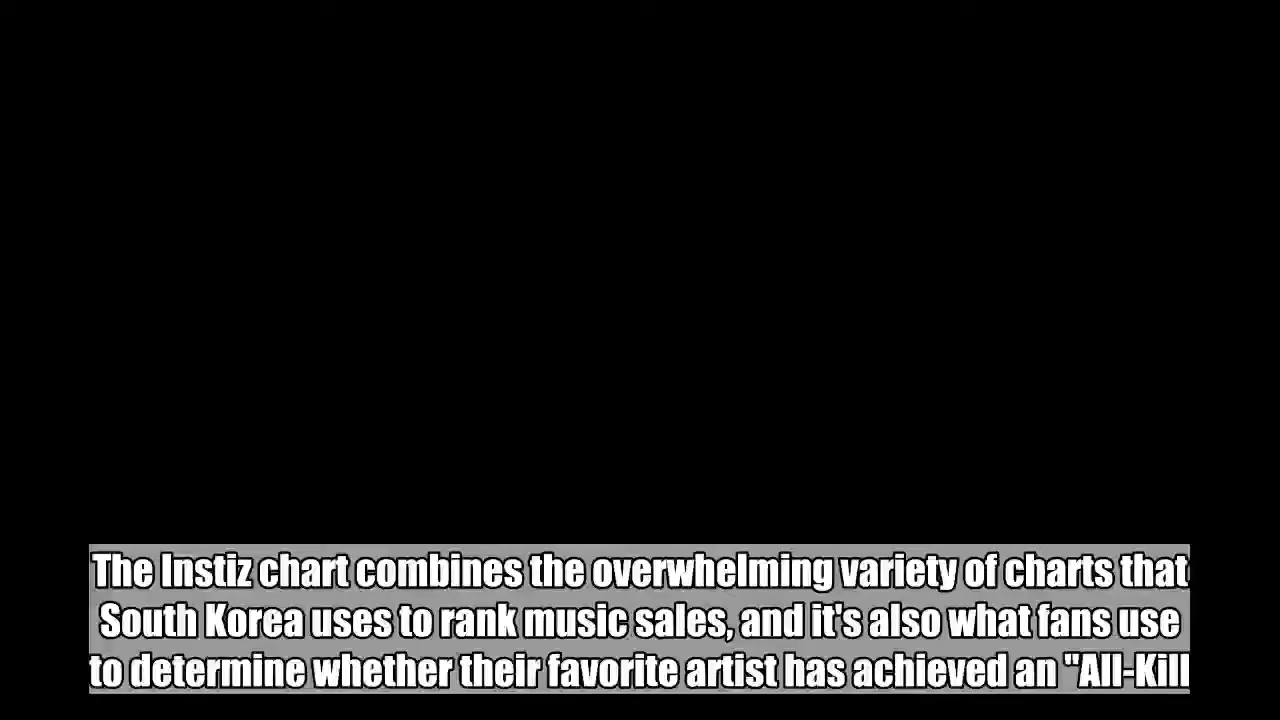 The Instiz chart combines the overwhelming variety of charts that
South Korea uses to rank music sales, and it's also what fans use
to determine whether their favorite artist has achieved an "All-Kill